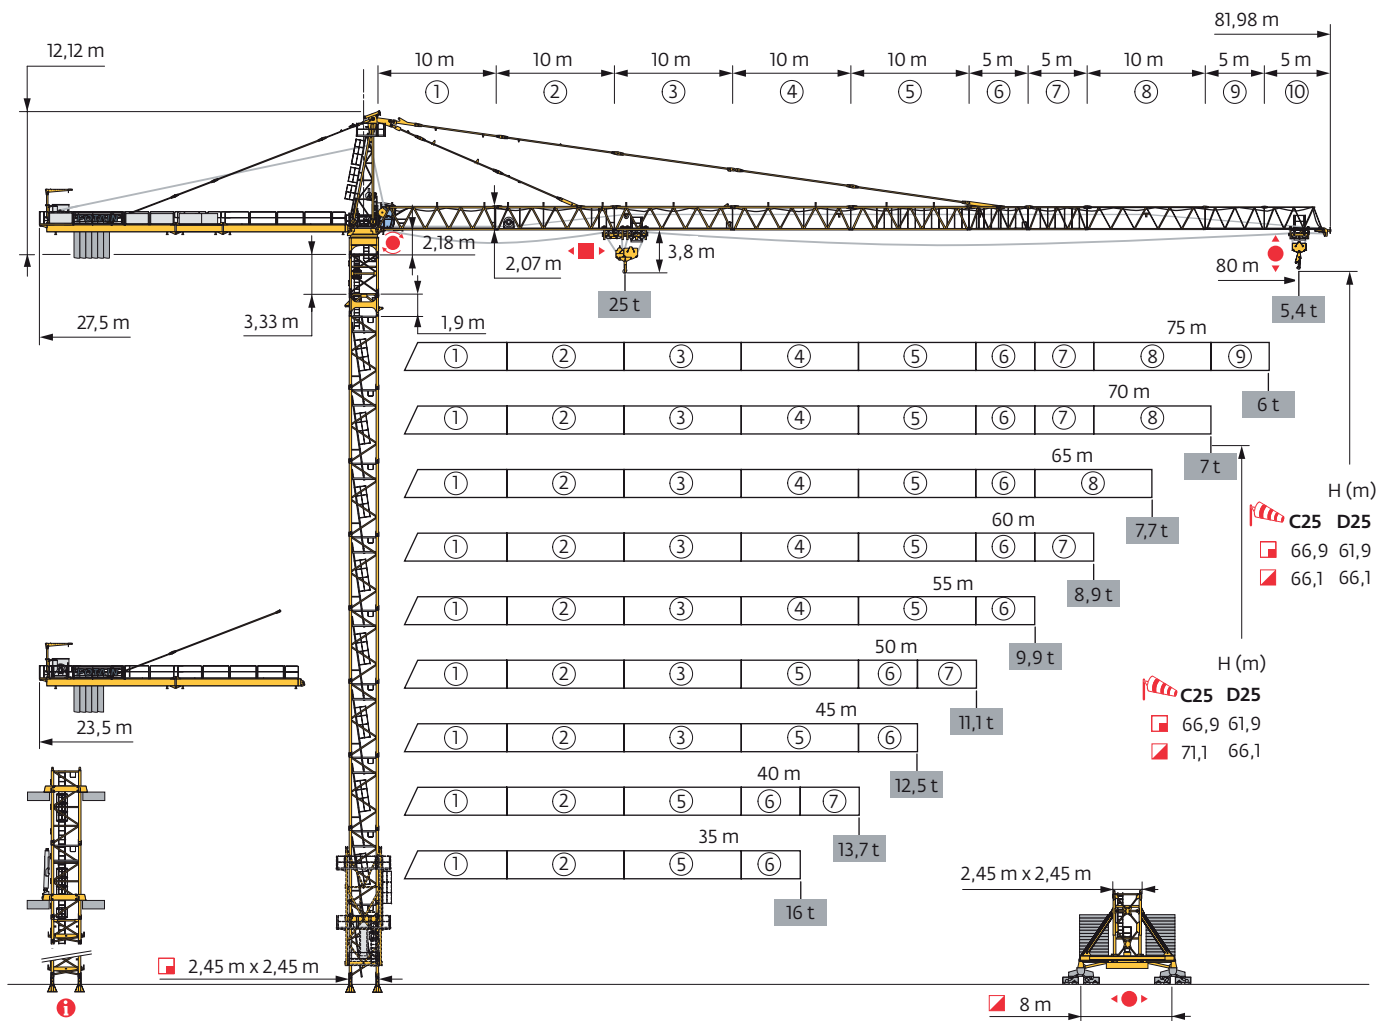 81,98 m
12,12 m
10 m 10 m 10 m 10 m 10 m 5 m 5 m 10 m 5 m 5 m
1 2 3 4 5 6 7 8 9 10
2,18 m
3,8 m
2,07 m
80 m
25 t
5,4 t
27,5 m
3,33 m
1,9 m
75 m
1 2 3 4 5 6 7 8 9
6 t
70 m
1 2 3 4 5 6 7 8
7 t
65 m
1 2 3 4 5 6 8
7,7 t
H (m)
C25 D25
66,9 61,9
66,1 66,1
60 m
1 2 3 4 5 6 7
8,9 t
55 m
1 2 3 4 5 6
9,9 t
50 m
1 2 3 5 6 7
11,1 t
H (m)
C25 D25
66,9 61,9
71,1 66,1
23,5 m
45 m
1 2 3 5 6
12,5 t
40 m
1 2 5 6 7
13,7 t
35 m
1 2 5 6
16 t
2,45 m x 2,45 m
2,45 m x 2,45 m
i
8 m